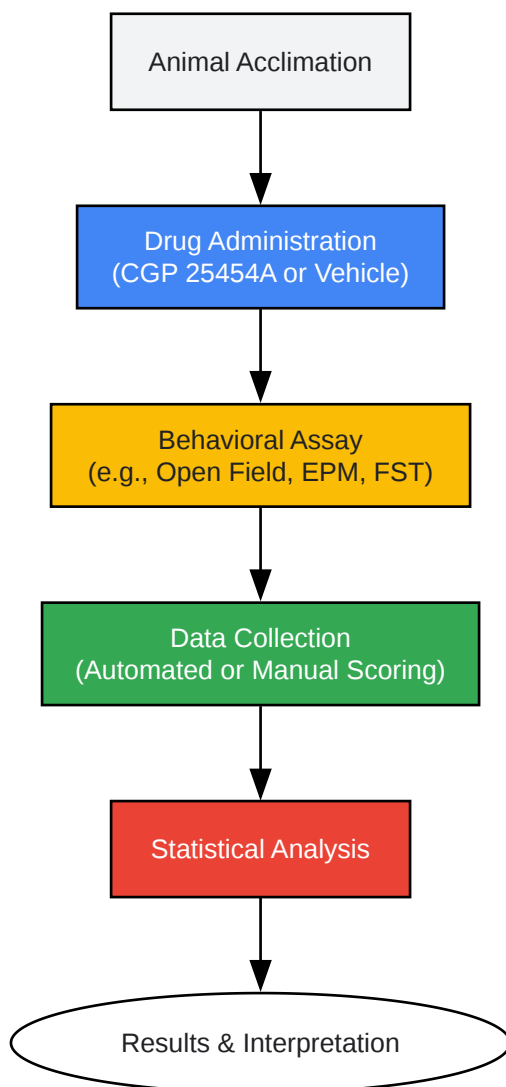 Animal Acclimation
Drug Administration
(CGP 25454A or Vehicle)
Behavioral Assay
(e.g., Open Field, EPM, FST)
Data Collection
(Automated or Manual Scoring)
Statistical Analysis
Results & Interpretation